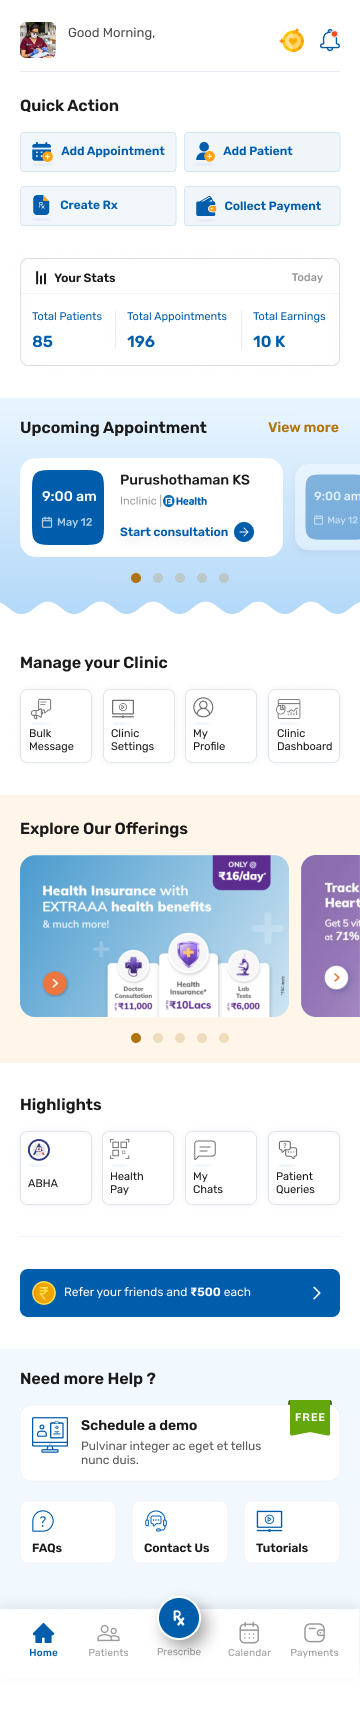 Good Morning,
Quick Action
Add Appointment
Add Patient
Create Rx
Collect Payment
Your Stats
Today
Total Patients
Total Appointments
Total Earnings
85
196
10 K
Upcoming Appointment
View more
9:00 am
May 12
Purushothaman KS
Inclinic | Health
Start consultation
9:00 am
May 12
Manage your Clinic
Bulk
Message
Clinic
Settings
My
Profile
Clinic
Dashboard
Explore Our Offerings
ONLY @
₹16/day*
Health Insurance with
EXTRAAA health benefits
& much more!
Doctor
Consultation
₹11,000
Health
Insurance*
₹10Lacs
Lab
Tests
₹6,000
Track
Heart
Get 5 vit
at 71%
Highlights
ABHA
Health
Pay
My
Chats
Patient
Queries
Refer your friends and ₹500 each
Need more Help ?
FREE
Schedule a demo
Pulvinar integer ac eget et tellus
nunc duis.
FAQs
Contact Us
Tutorials
Home
Patients
Prescribe
Calendar
Payments